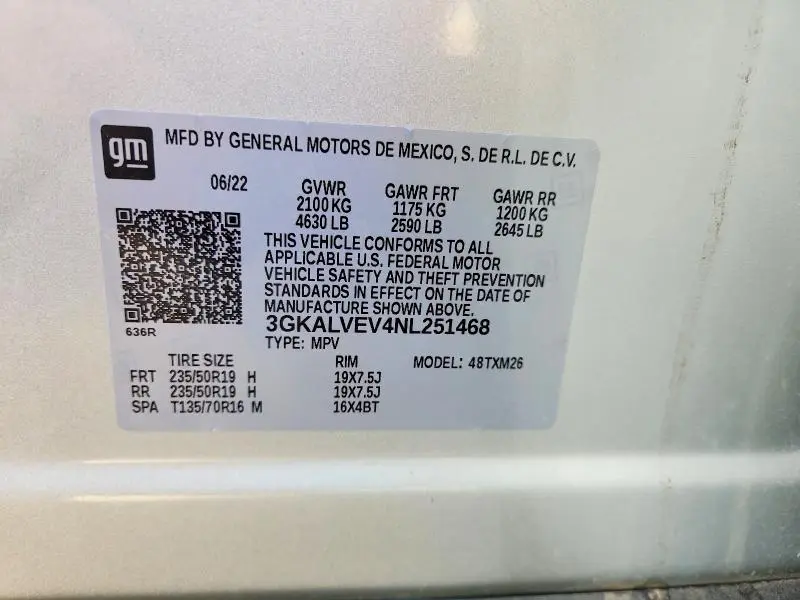 gm MFD BY GENERAL MOTORS DE MEXICO, S. DE R.L. DE C.V.
06/22 GVWR GAWR FRT GAWR RR
2100 KG 1175 KG 1200 KG
4630 LB 2590 LB 2645 LB
THIS VEHICLE CONFORMS TO ALL
APPLICABLE U.S. FEDERAL MOTOR
VEHICLE SAFETY AND THEFT PREVENTION
STANDARDS IN EFFECT ON THE DATE OF
MANUFACTURE SHOWN ABOVE.
636R 3GKALVEV4NL251468
TYPE: MPV
TIRE SIZE RIM MODEL: 48TXM26
FRT 235/50R19 H 19X7.5J
RR 235/50R19 H 19X7.5J
SPA T135/70R16 M 16X4BT